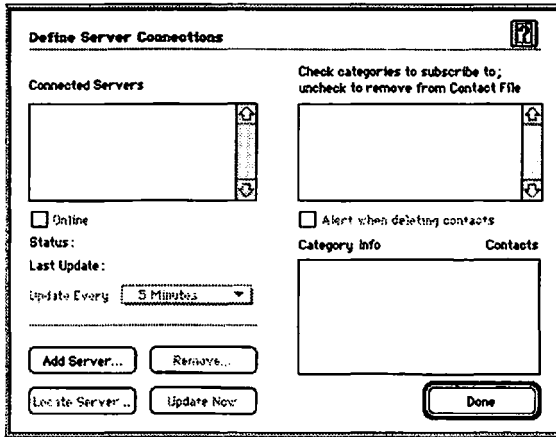 Define Server Connections
Connected Servers
Check categories to subscribe to;
uncheck to remove from Contact File
Online
Alert when deleting contacts
Status:
Category Info Contacts
Last Update:
Update Every 5 Minutes
Add Server... Remove...
Locate Server... Update Now
Done